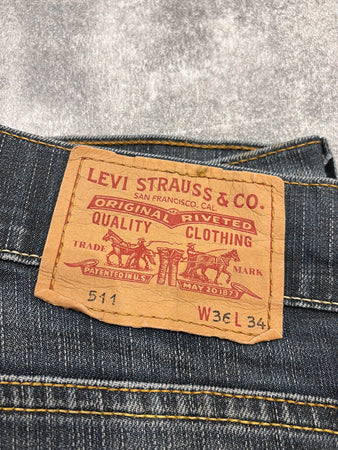 LEVI STRAUSS & CO.
SAN FRANCISCO, CAL.
ORIGINAL RIVETED
QUALITY CLOTHING
TRADE MARK
PATENTED IN U.S. MAY 20 1873
511 W36 L 34